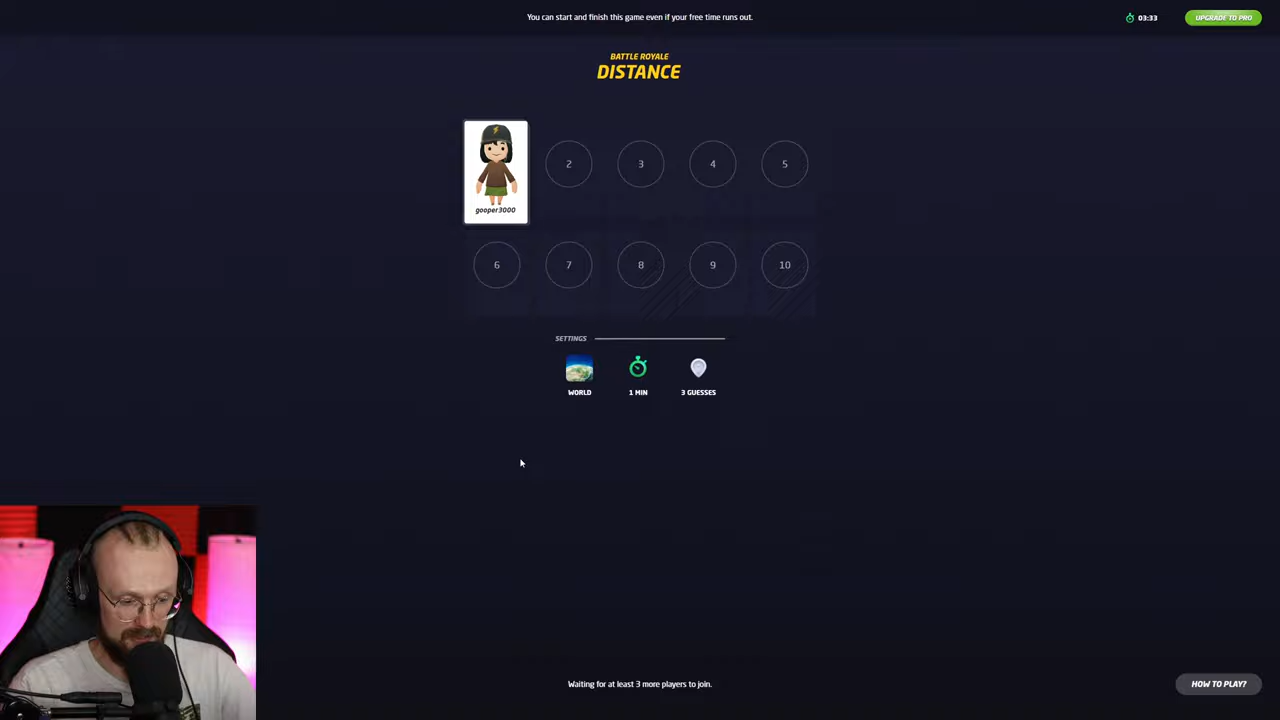 You can start and finish this game even if your free time runs out.
03:33
UPGRADE TO PRO
BATTLE ROYALE
DISTANCE
gooper3000
2
3
4
5
6
7
8
9
10
SETTINGS
WORLD
1 MIN
3 GUESSES
Waiting for at least 3 more players to join.
HOW TO PLAY?